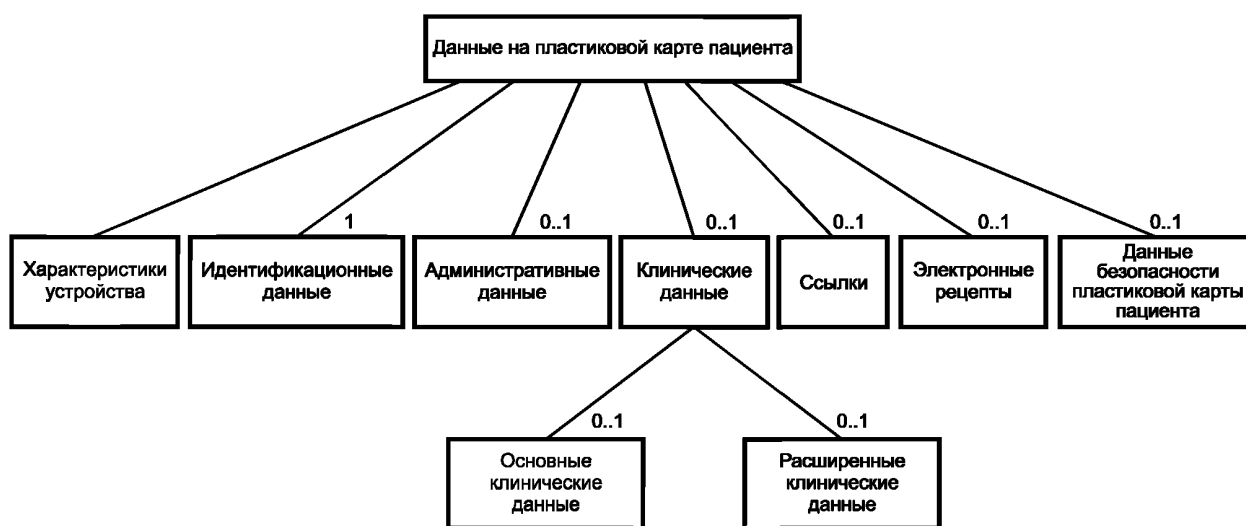 Данные на пластиковой карте пациента
1
0..1
0..1
0..1
0..1
0..1
Характеристики
устройства
Идентификационные
данные
Административные
данные
Клинические
данные
Ссылки
Электронные
рецепты
Данные
безопасности
пластиковой карты
пациента
0..1
0..1
Основные
клинические
данные
Расширенные
клинические
данные